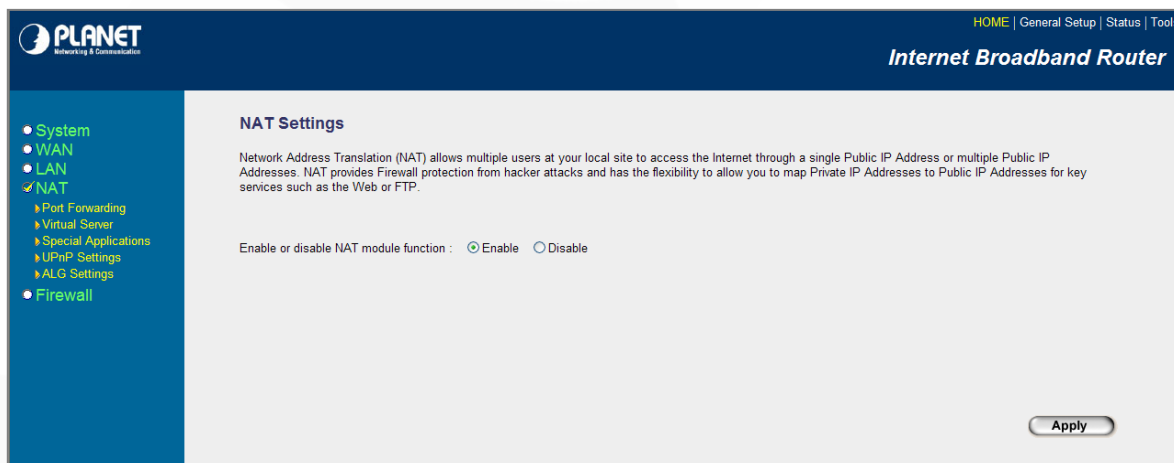 PLANET
Networking & Communication
HOME | General Setup | Status | Tool
Internet Broadband Router
System
WAN
LAN
NAT
Port Forwarding
Virtual Server
Special Applications
UPnP Settings
ALG Settings
Firewall
NAT Settings
Network Address Translation (NAT) allows multiple users at your local site to access the Internet through a single Public IP Address or multiple Public IP
Addresses. NAT provides Firewall protection from hacker attacks and has the flexibility to allow you to map Private IP Addresses to Public IP Addresses for key
services such as the Web or FTP.
Enable or disable NAT module function : Enable Disable
Apply